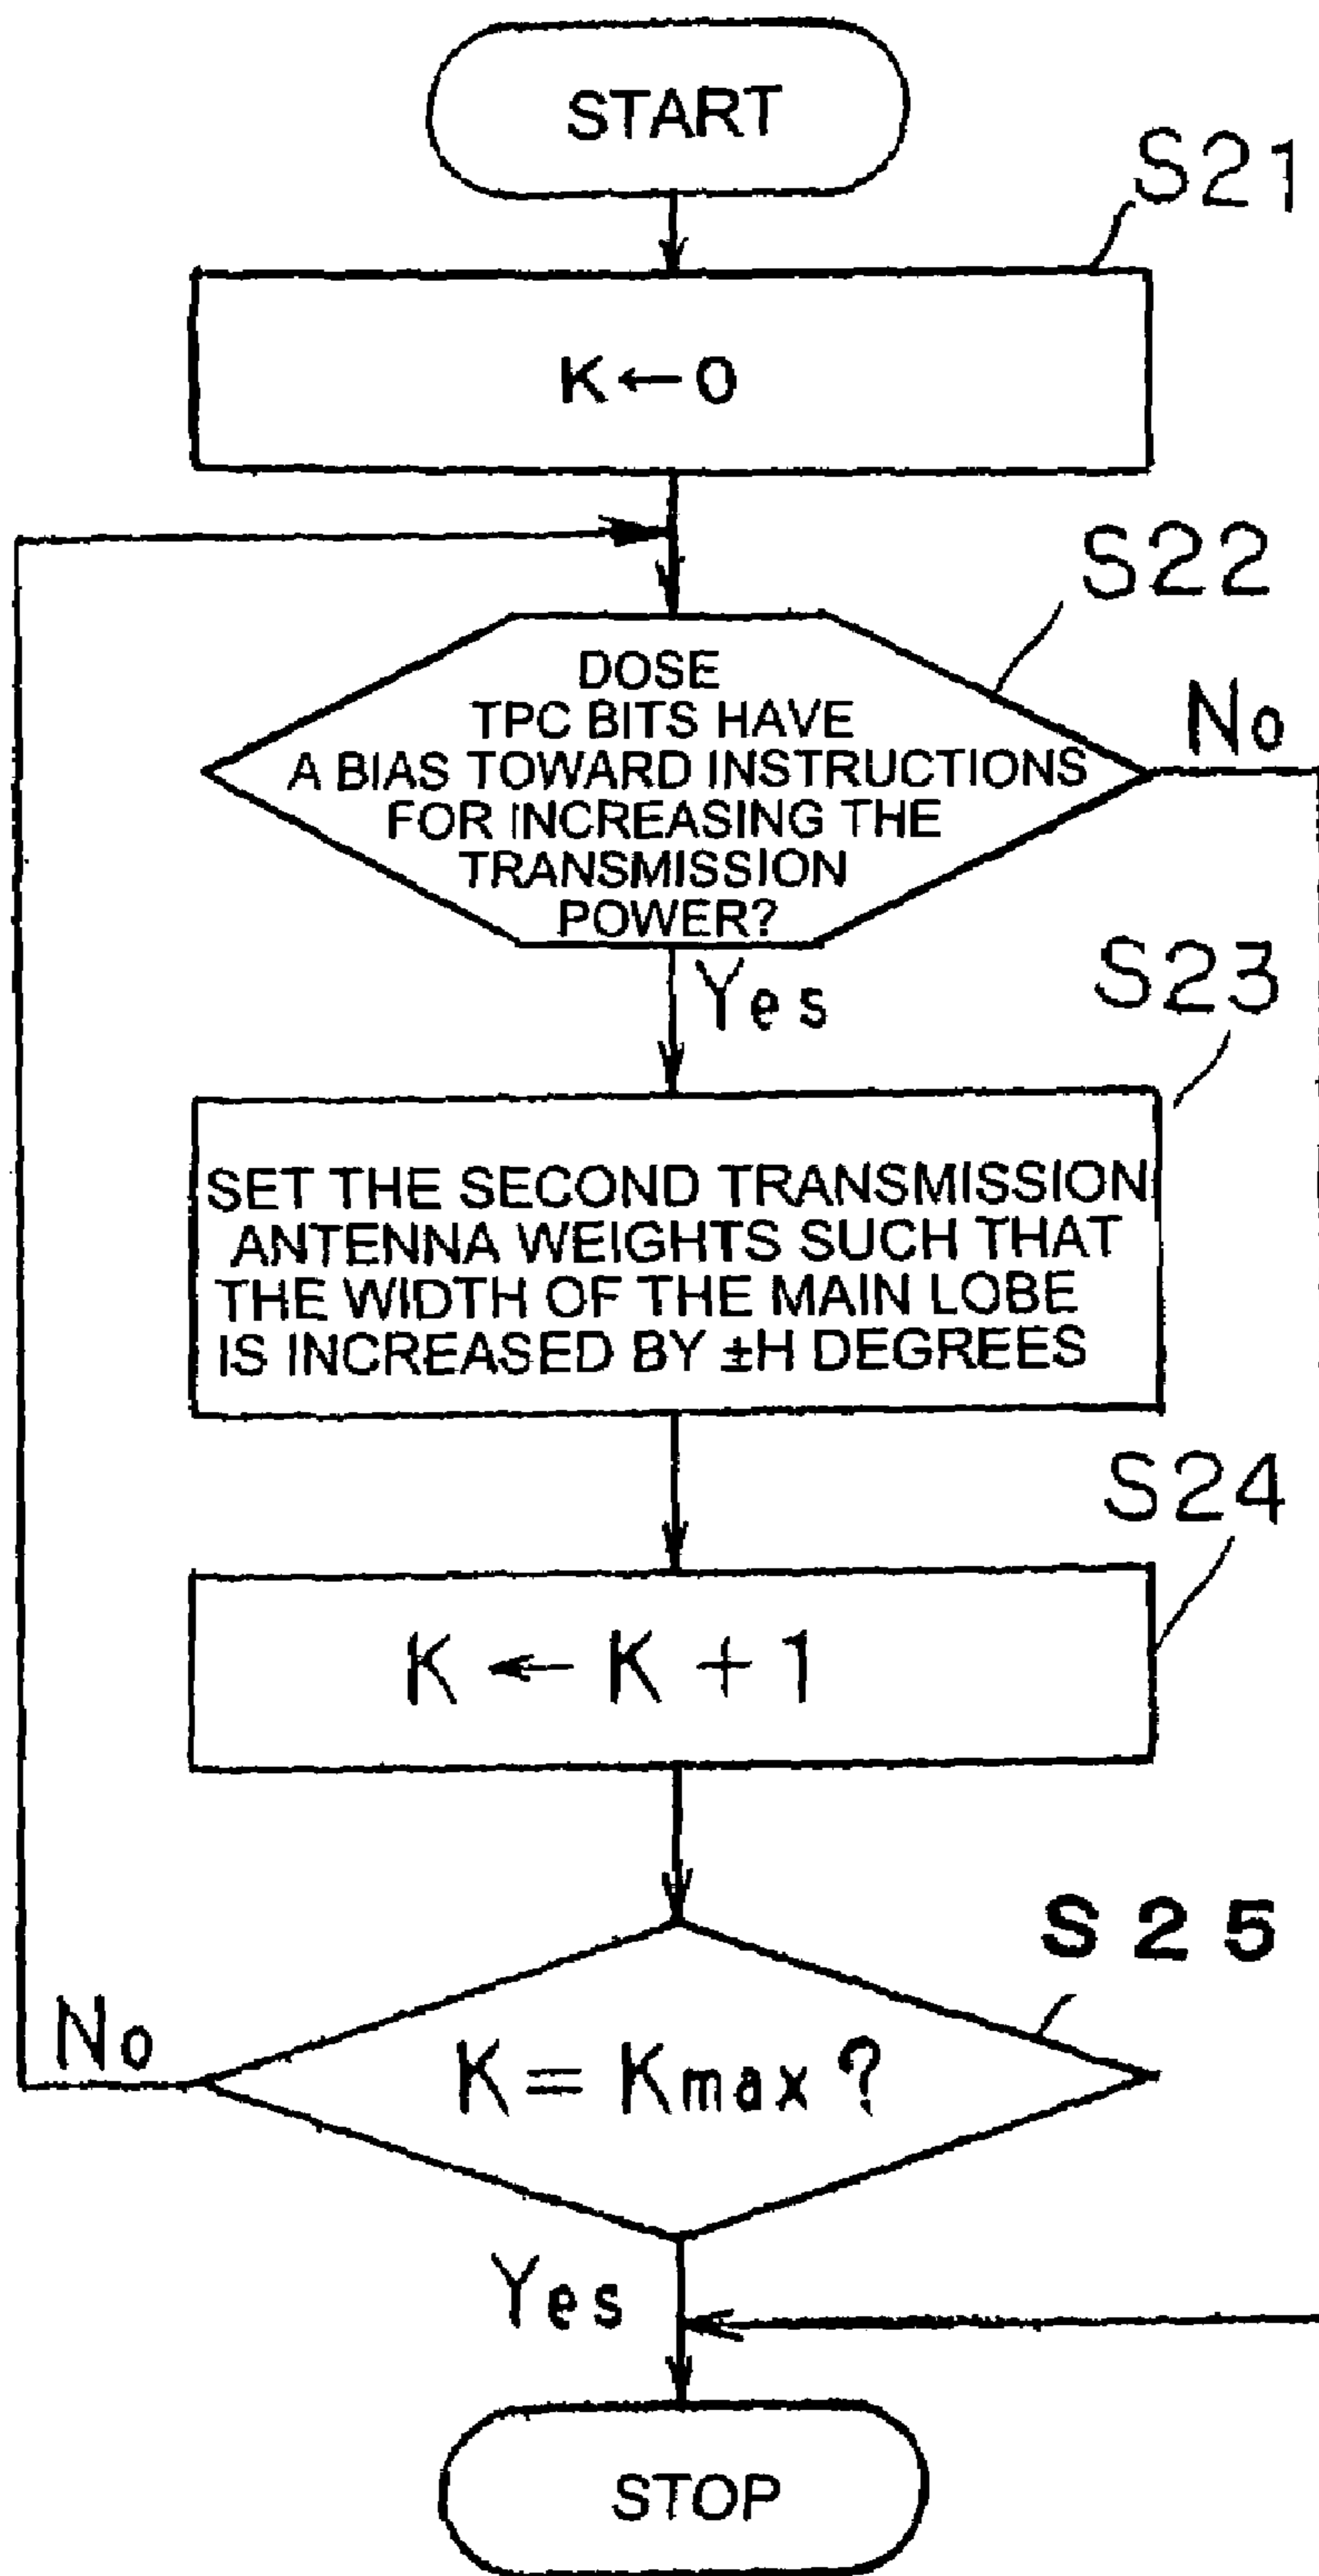 START
S21
K←0
S22
DOSE
TPC BITS HAVE
A BIAS TOWARD INSTRUCTIONS
FOR INCREASING THE
TRANSMISSION
POWER?
No
Yes
S23
SET THE SECOND TRANSMISSION
ANTENNA WEIGHTS SUCH THAT
THE WIDTH OF THE MAIN LOBE
IS INCREASED BY ±H DEGREES
S24
K ← K + 1
S25
K = Kmax ?
No
Yes
STOP